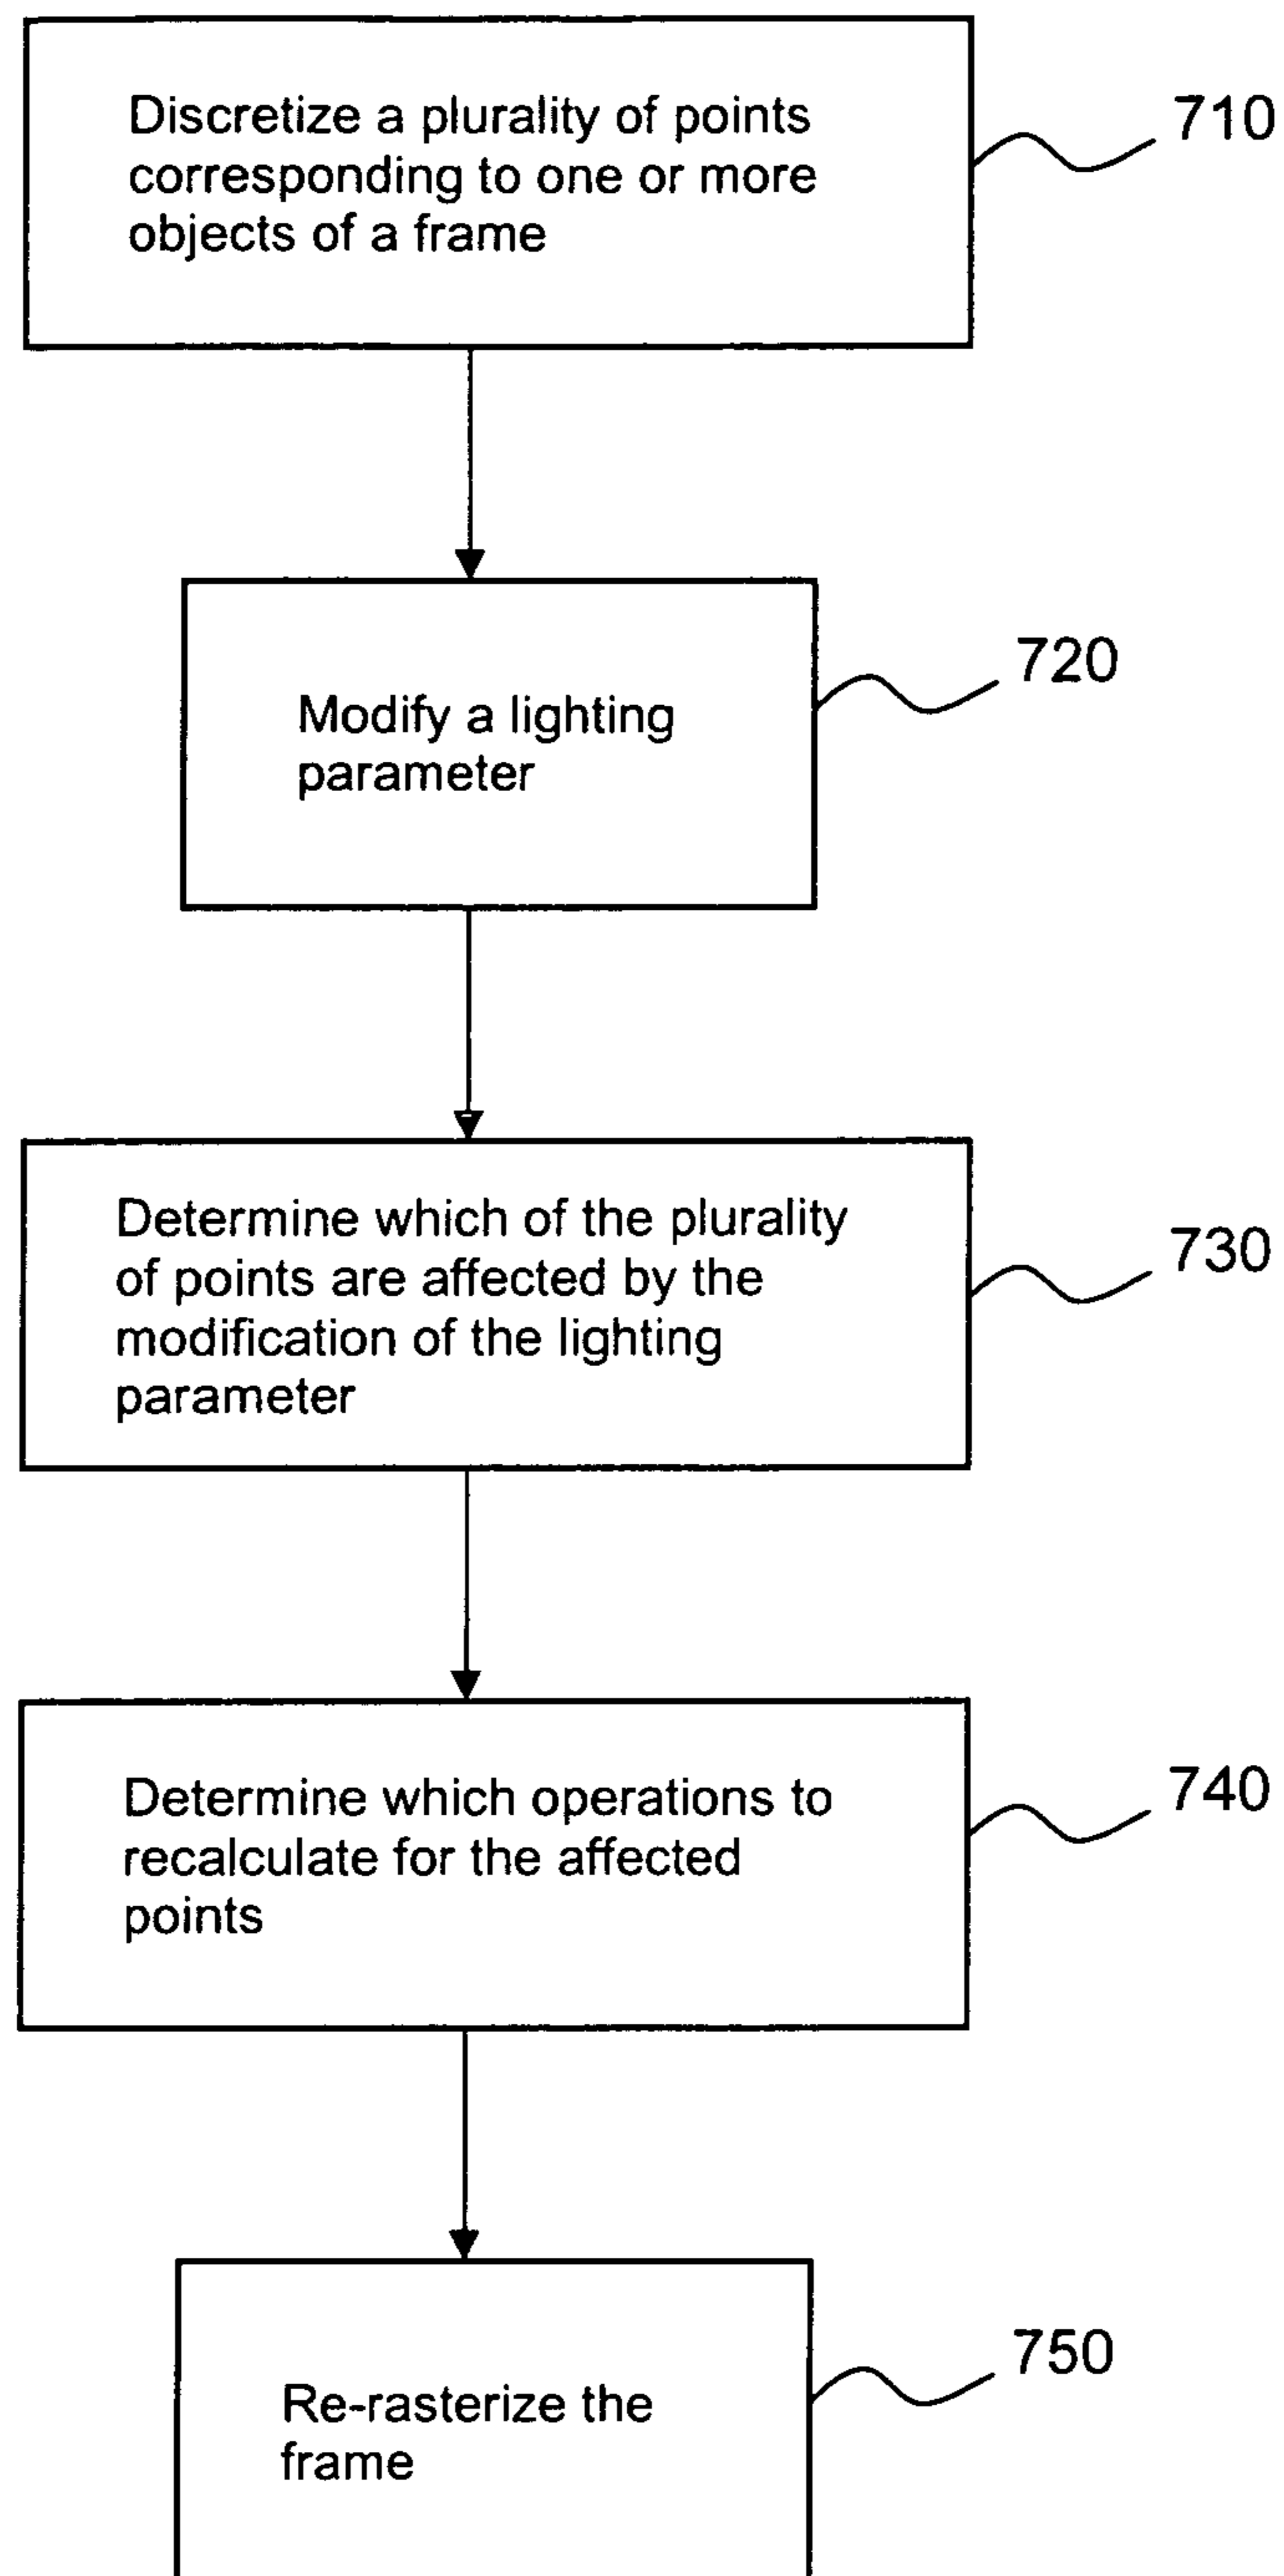 Discretize a plurality of points
corresponding to one or more
objects of a frame
710
Modify a lighting
parameter
720
Determine which of the plurality
of points are affected by the
modification of the lighting
parameter
730
Determine which operations to
recalculate for the affected
points
740
Re-rasterize the
frame
750